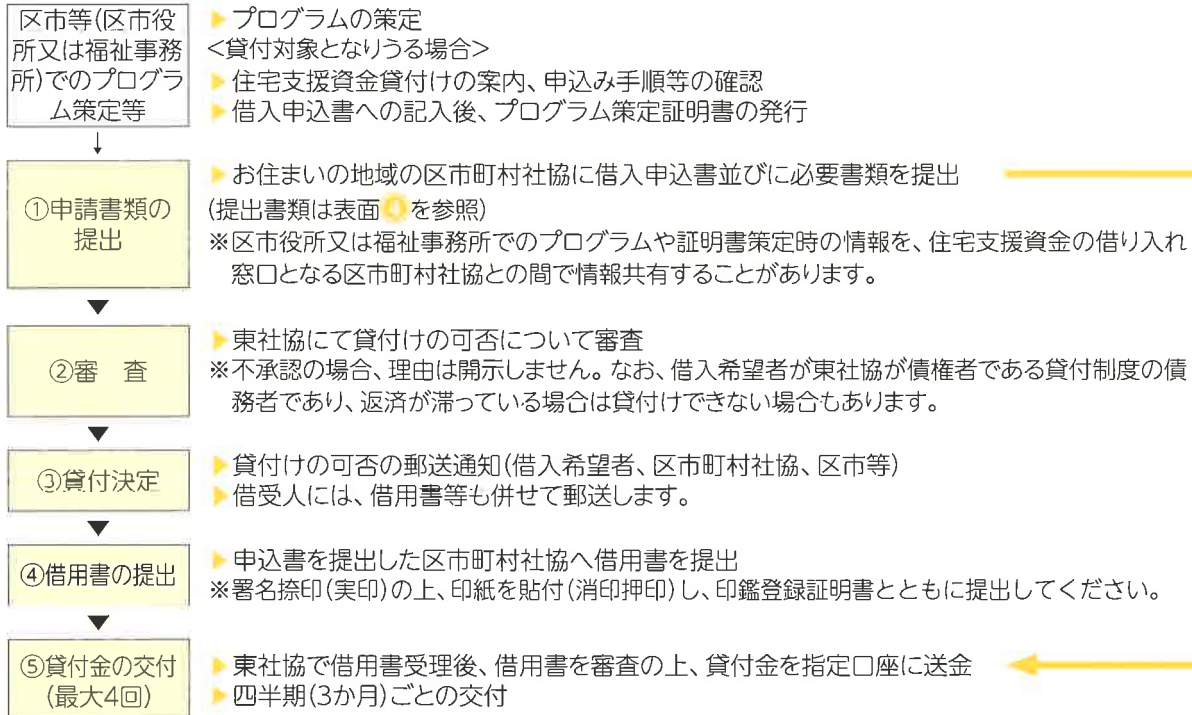 区市等(区市役
所又は福祉事務
所)でのプログラ
ム策定等
プログラムの策定
<貸付対象となりうる場合>
住宅支援資金貸付けの案内、申込み手順等の確認
借入申込書への記入後、プログラム策定証明書の発行
①申請書類の
提出
お住まいの地域の区市町村社協に借入申込書並びに必要書類を提出
(提出書類は表面❹を参照)
※区市役所又は福祉事務所でのプログラムや証明書策定時の情報を、住宅支援資金の借り入れ
窓口となる区市町村社協との間で情報共有することがあります。
②審 査
東社協にて貸付けの可否について審査
※不承認の場合、理由は開示しません。なお、借入希望者が東社協が債権者である貸付制度の債
務者であり、返済が滞っている場合は貸付けできない場合もあります。
③貸付決定
貸付けの可否の郵送通知(借入希望者、区市町村社協、区市等)
借受人には、借用書等も併せて郵送します。
④借用書の提出
申込書を提出した区市町村社協へ借用書を提出
※署名捺印(実印)の上、印紙を貼付(消印押印)し、印鑑登録証明書とともに提出してください。
⑤貸付金の交付
(最大4回)
東社協で借用書受理後、借用書を審査の上、貸付金を指定口座に送金
四半期(3か月)ごとの交付